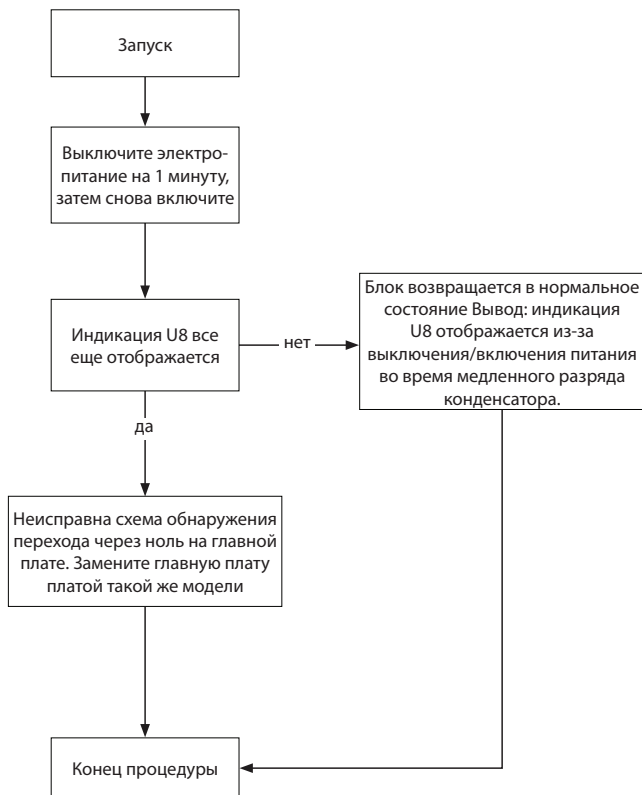 Запуск
Выключите электро-
питание на 1 минуту,
затем снова включите
Индикация U8 все
еще отображается
нет
Блок возвращается в нормальное
состояние Вывод: индикация
U8 отображается из-за
выключения/включения питания
во время медленного разряда
конденсатора.
да
Неисправна схема обнаружения
перехода через ноль на главной
плате. Замените главную плату
платой такой же модели
Конец процедуры